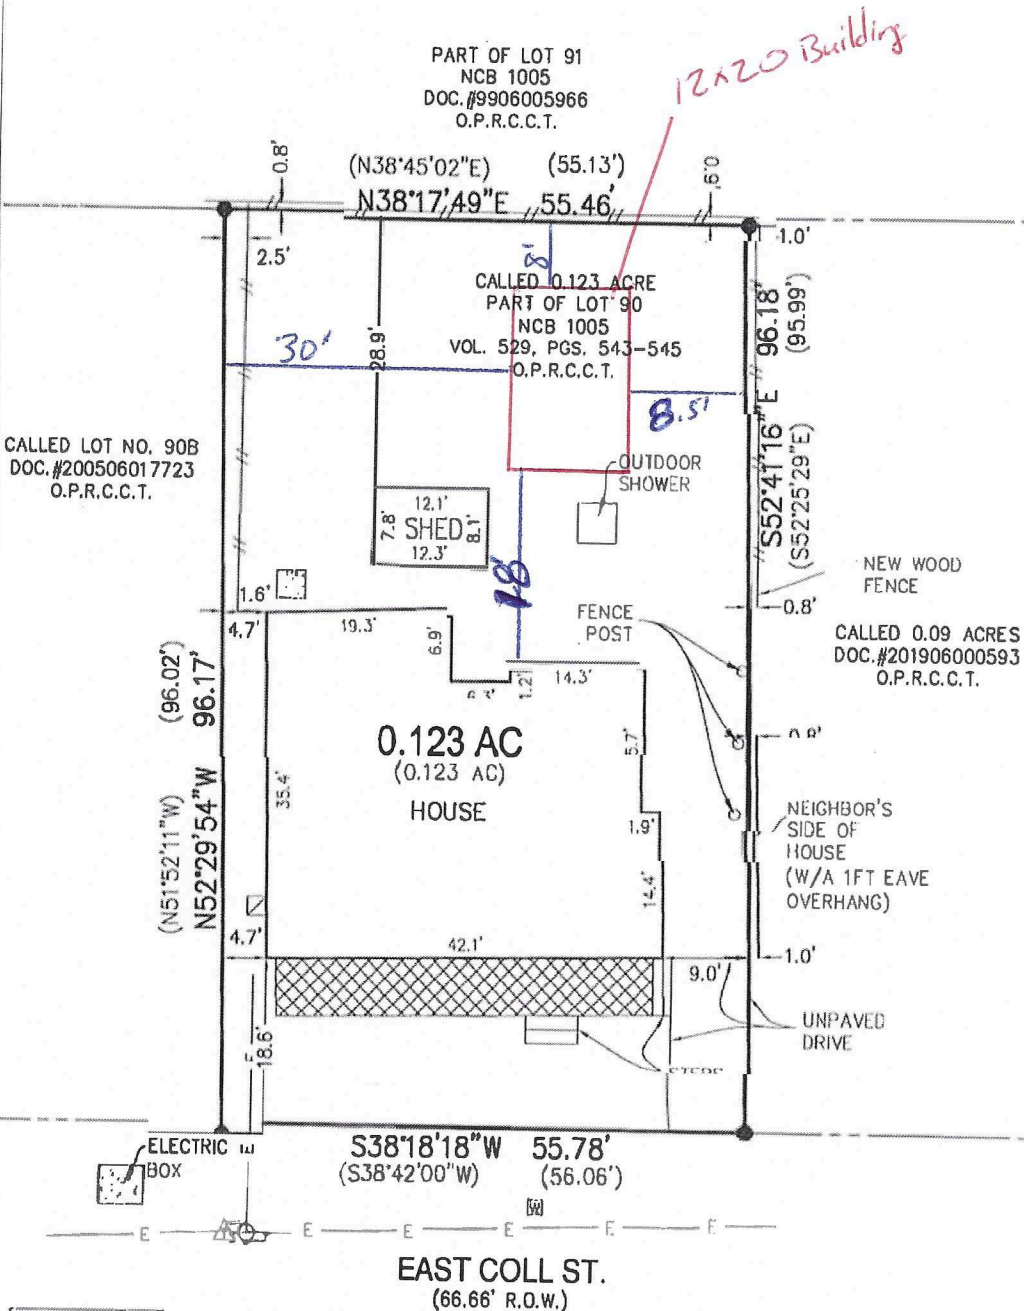 12x20 Building
PART OF LOT 91
NCB 1005
DOC.#9906005966
O.P.R.C.C.T.
0.8'
(N38°45'02"E) (55.13')
N38°17'49"E 55.46'
0.9'
1.0'
2.5'
8'
CALLED 0.123 ACRE
PART OF LOT 90
NCB 1005
VOL. 529, PGS. 543-545
O.P.R.C.C.T.
30'
28.9'
8.5'
S52°41'16"E 96.18'
(S52°25'29"E) (95.99')
CALLED LOT NO. 90B
DOC.#200506017723
O.P.R.C.C.T.
OUTDOOR
SHOWER
12.1'
7.8' SHED 8.1'
12.3'
18'
NEW WOOD
FENCE
1.6'
4.7'
19.3'
6.9'
FENCE
POST
0.8'
CALLED 0.09 ACRES
DOC.#201906000593
O.P.R.C.C.T.
1.2'
14.3'
(N51°52'11"W) (96.02')
N52°29'54"W 96.17'
0.123 AC
(0.123 AC)
HOUSE
5.7'
0.8'
35.4'
1.9'
NEIGHBOR'S
SIDE OF
HOUSE
(W/A 1FT EAVE
OVERHANG)
14.4'
4.7'
42.1'
9.0'
1.0'
18.6'
E
UNPAVED
DRIVE
STEPS
ELECTRIC
BOX
E
S38°18'18"W 55.78'
(S38°42'00"W) (56.06')
W
E E E E E E
EAST COLL ST.
(66.66' R.O.W.)